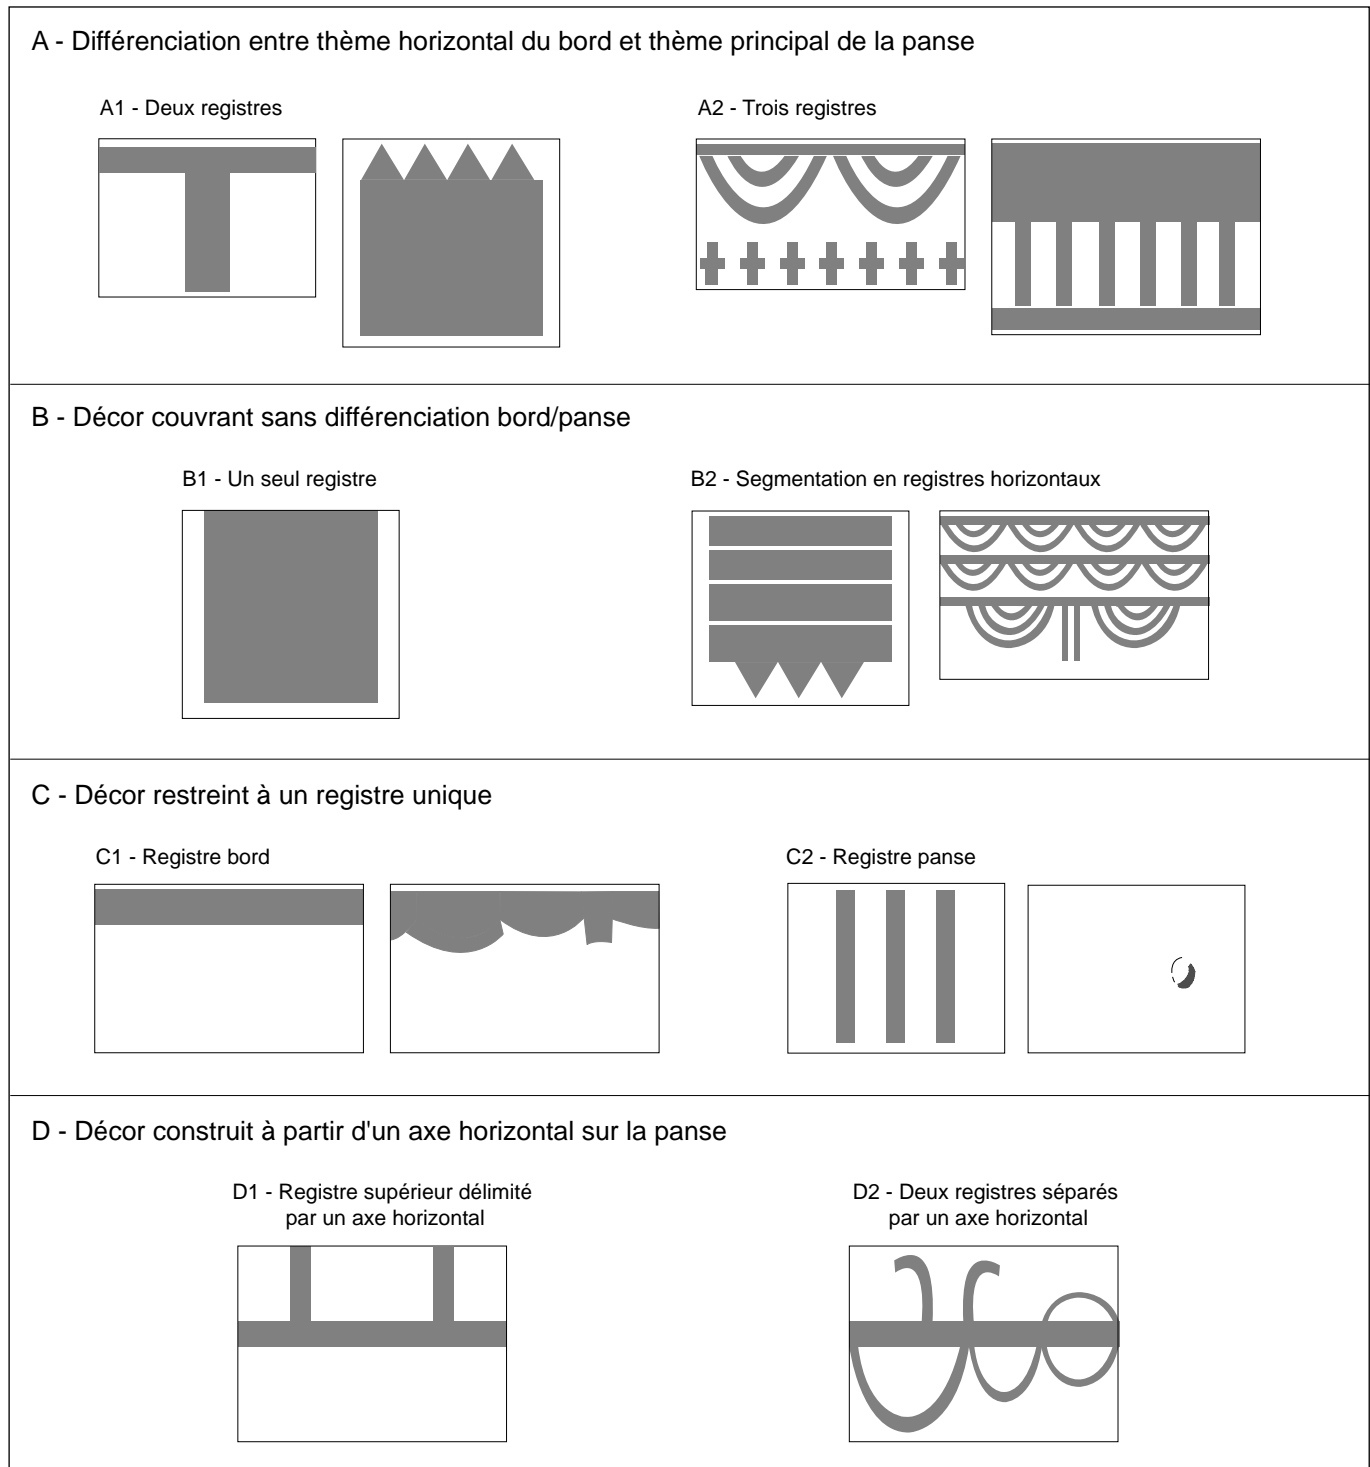 A - Différenciation entre thème horizontal du bord et thème principal de la panse
A1 - Deux registres
A2 - Trois registres
B - Décor couvrant sans différenciation bord/panse
B1 - Un seul registre
B2 - Segmentation en registres horizontaux
C - Décor restreint à un registre unique
C1 - Registre bord
C2 - Registre panse
D - Décor construit à partir d'un axe horizontal sur la panse
D1 - Registre supérieur délimité
par un axe horizontal
D2 - Deux registres séparés
par un axe horizontal